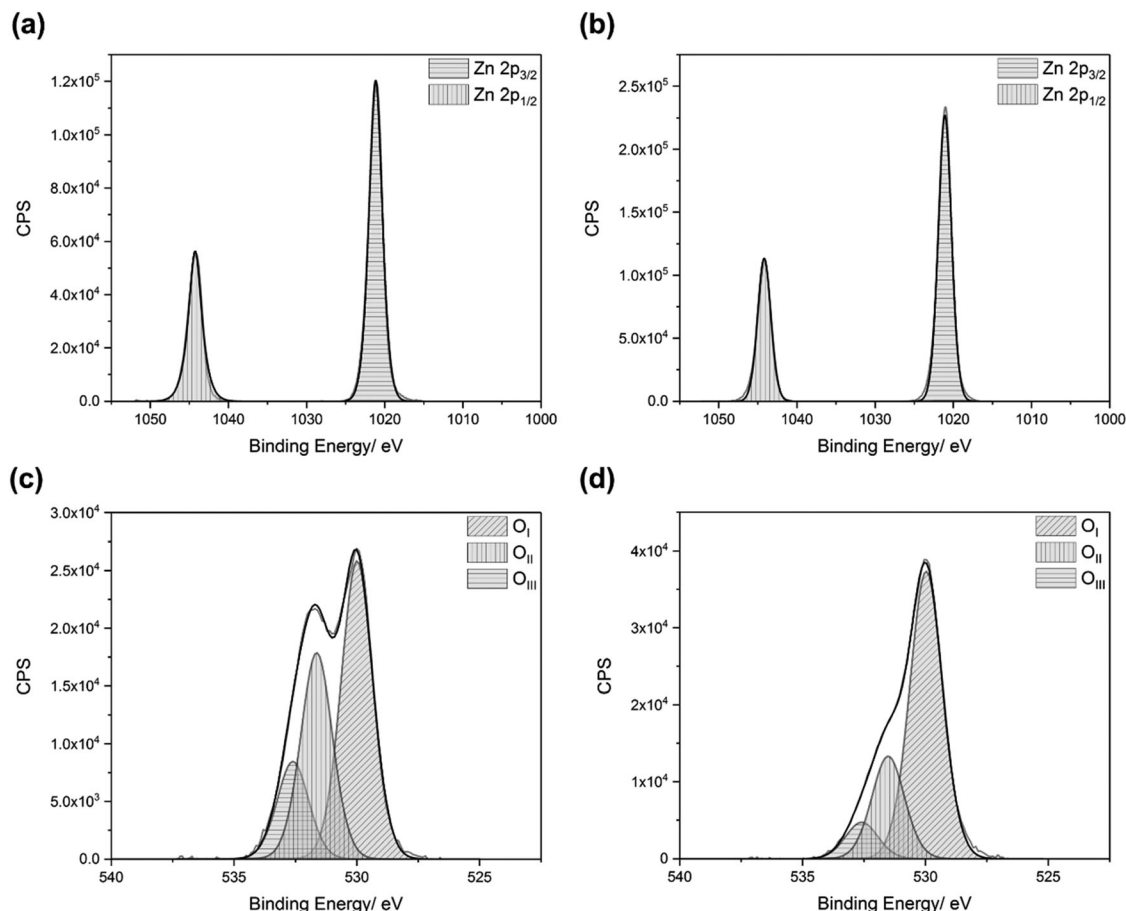 (a)
Zn 2p3/2
Zn 2p1/2
1.2x10^5
1.0x10^5
8.0x10^4
6.0x10^4
4.0x10^4
2.0x10^4
0.0
CPS
1050 1040 1030 1020 1010 1000
Binding Energy/ eV
(b)
Zn 2p3/2
Zn 2p1/2
2.5x10^5
2.0x10^5
1.5x10^5
1.0x10^5
5.0x10^4
0.0
CPS
1050 1040 1030 1020 1010 1000
Binding Energy/ eV
(c)
OI
OII
OIII
3.0x10^4
2.5x10^4
2.0x10^4
1.5x10^4
1.0x10^4
5.0x10^3
0.0
CPS
540 535 530 525
Binding Energy/ eV
(d)
OI
OII
OIII
4x10^4
3x10^4
2x10^4
1x10^4
0
CPS
540 535 530 525
Binding Energy/ eV